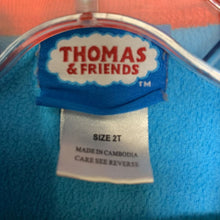 THOMAS
& FRIENDS
TM
SIZE 2T
MADE IN CAMBODIA
CARE SEE REVERSE